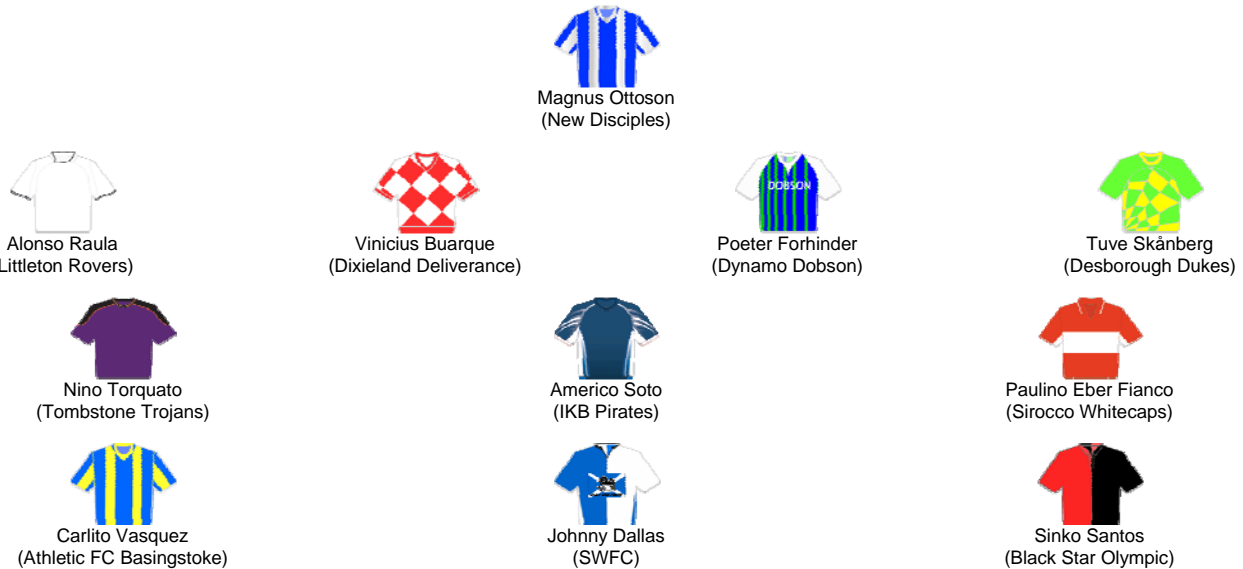 Magnus Ottoson
(New Disciples)
DOBSON
Alonso Raula Vinicius Buarque Poeter Forhinder Tuve Skånberg
Littleton Rovers) (Dixieland Deliverance) (Dynamo Dobson) (Desborough Dukes)
Nino Torquato Americo Soto Paulino Eber Fianco
(Tombstone Trojans) (IKB Pirates) (Sirocco Whitecaps)
Carlito Vasquez Johnny Dallas Sinko Santos
(Athletic FC Basingstoke) (SWFC) (Black Star Olympic)